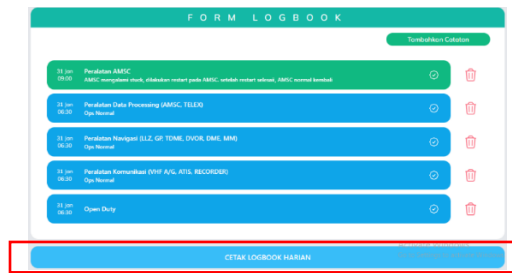 FORM LOGBOOK
Tambahkan Catatan
31 Jan
09:00
Peralatan AMSC
AMSC mengalami stuck, dilakukan restart pada AMSC. setelah restart selesai, AMSC normal kembali
31 Jan
06:30
Peralatan Data Processing (AMSC, TELEX)
Ops Normal
31 Jan
06:30
Peralatan Navigasi (LLZ, GP, TDME, DVOR, DME, MM)
Ops Normal
31 Jan
06:30
Peralatan Komunikasi (VHF A/G, ATIS, RECORDER)
Ops Normal
31 Jan
06:30
Open Duty
CETAK LOGBOOK HARIAN